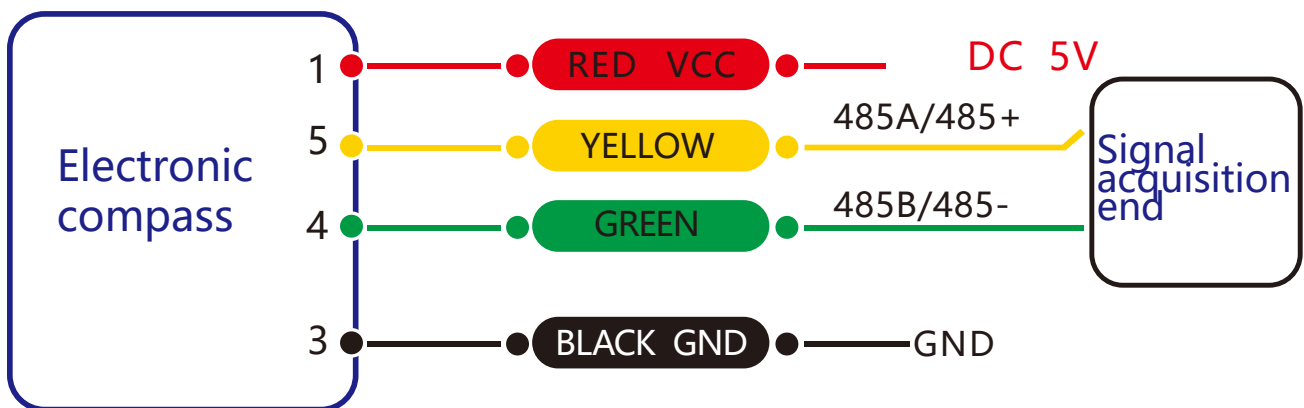 Electronic
compass
1
RED VCC
DC 5V
5
YELLOW
485A/485+
4
GREEN
485B/485-
3
BLACK GND
GND
Signal
acquisition
end